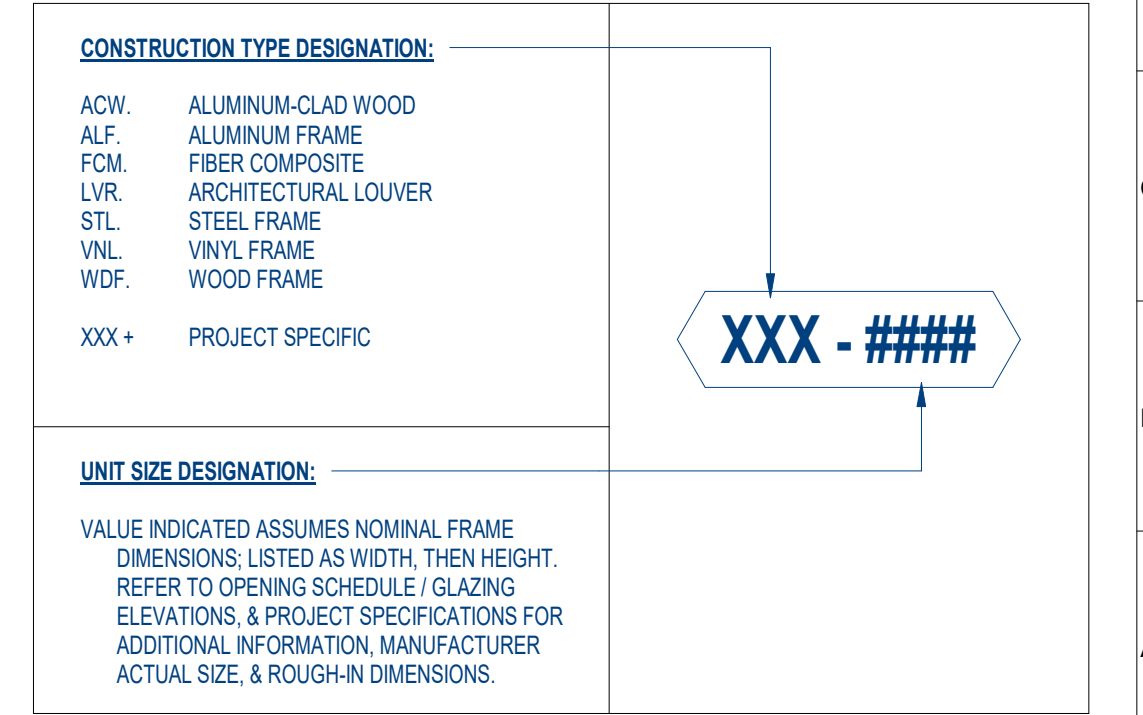 CONSTRUCTION TYPE DESIGNATION:
ACW. ALUMINUM-CLAD WOOD
ALF. ALUMINUM FRAME
FCM. FIBER COMPOSITE
LVR. ARCHITECTURAL LOUVER
STL. STEEL FRAME
VNL. VINYL FRAME
WDF. WOOD FRAME
XXX + PROJECT SPECIFIC
XXX - ####
UNIT SIZE DESIGNATION:
VALUE INDICATED ASSUMES NOMINAL FRAME
DIMENSIONS; LISTED AS WIDTH, THEN HEIGHT.
REFER TO OPENING SCHEDULE / GLAZING
ELEVATIONS, & PROJECT SPECIFICATIONS FOR
ADDITIONAL INFORMATION, MANUFACTURER
ACTUAL SIZE, & ROUGH-IN DIMENSIONS.